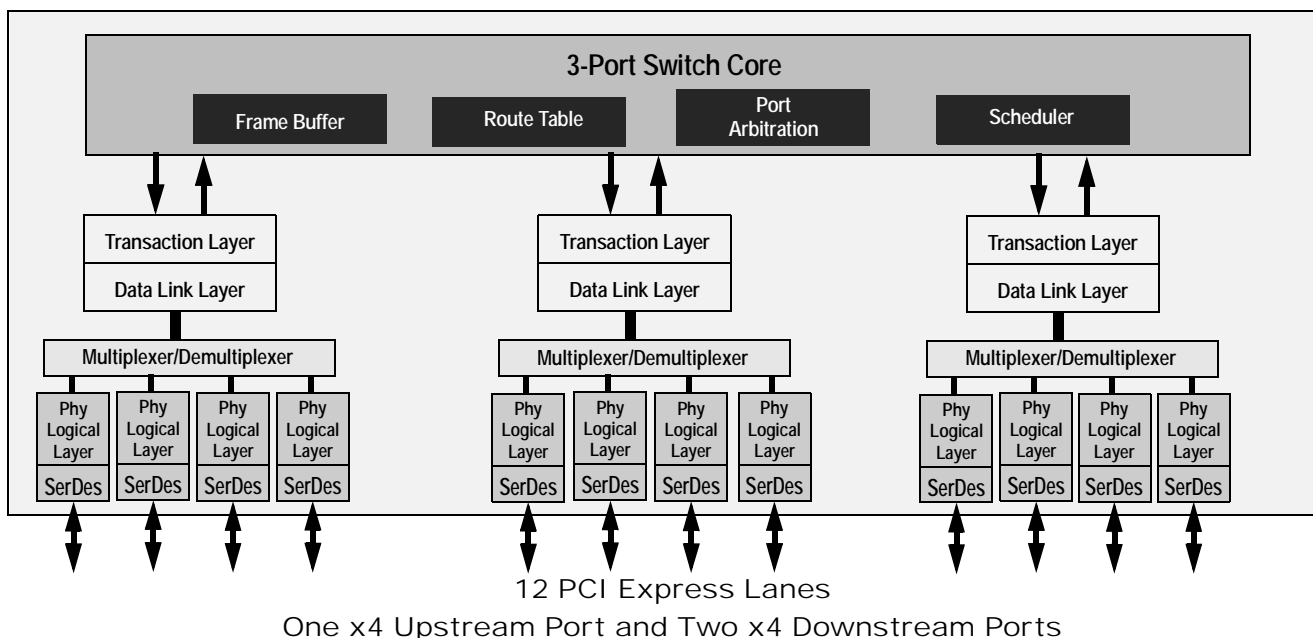 3-Port Switch Core
Frame Buffer
Route Table
Port
Arbitration
Scheduler
Transaction Layer
Data Link Layer
Transaction Layer
Data Link Layer
Transaction Layer
Data Link Layer
Multiplexer/Demultiplexer
Multiplexer/Demultiplexer
Multiplexer/Demultiplexer
Phy
Logical
Layer
SerDes
Phy
Logical
Layer
SerDes
Phy
Logical
Layer
SerDes
Phy
Logical
Layer
SerDes
Phy
Logical
Layer
SerDes
Phy
Logical
Layer
SerDes
Phy
Logical
Layer
SerDes
Phy
Logical
Layer
SerDes
Phy
Logical
Layer
SerDes
Phy
Logical
Layer
SerDes
Phy
Logical
Layer
SerDes
Phy
Logical
Layer
SerDes
12 PCI Express Lanes
One x4 Upstream Port and Two x4 Downstream Ports